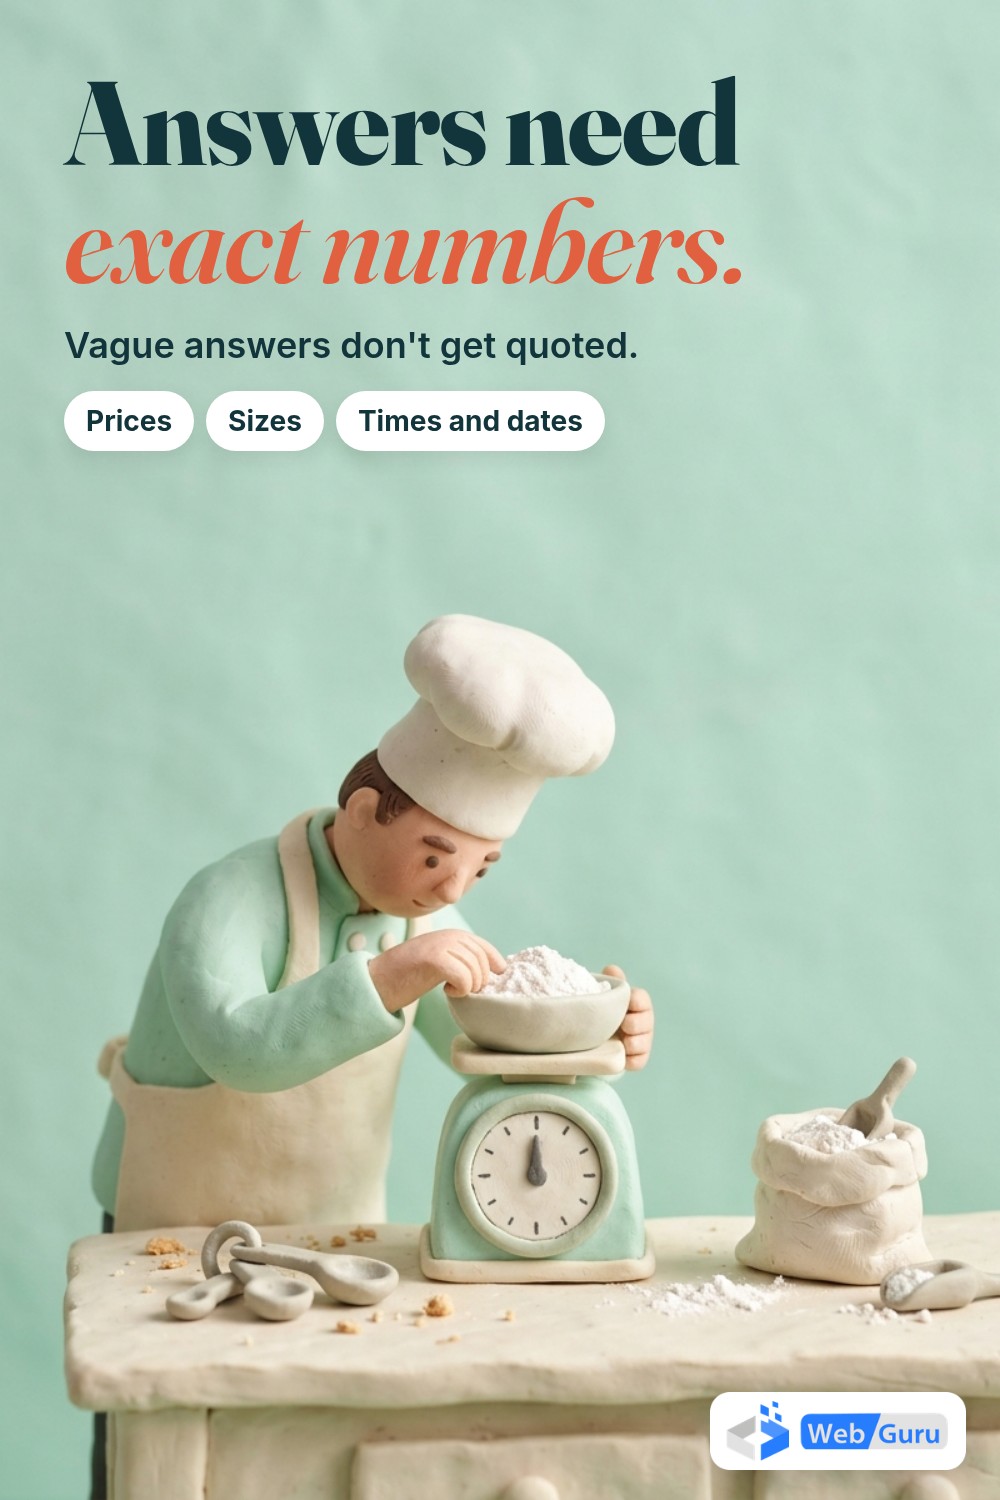 Answers need
exact numbers.
Vague answers don't get quoted.
Prices
Sizes
Times and dates
Web Guru